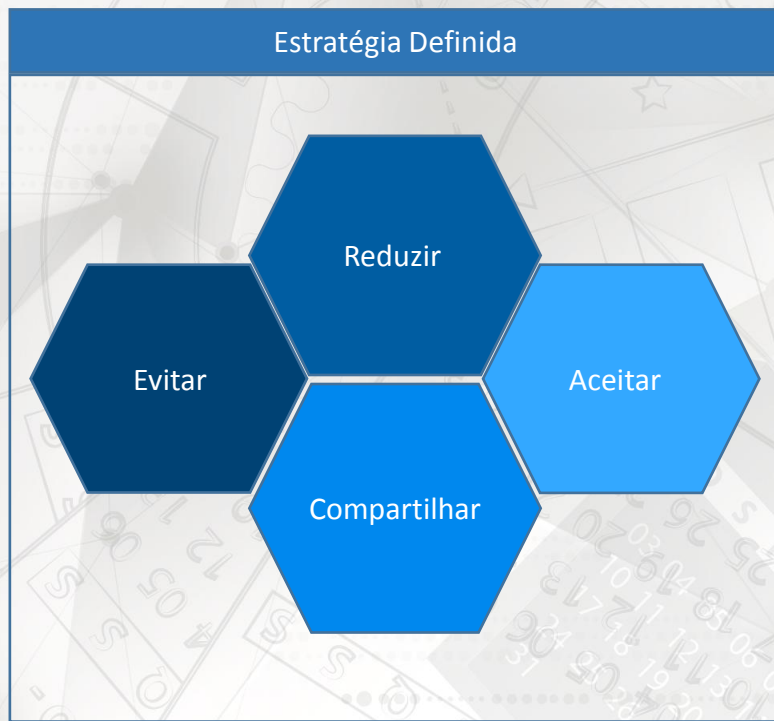 Estratégia Definida
Reduzir
Evitar
Aceitar
Compartilhar